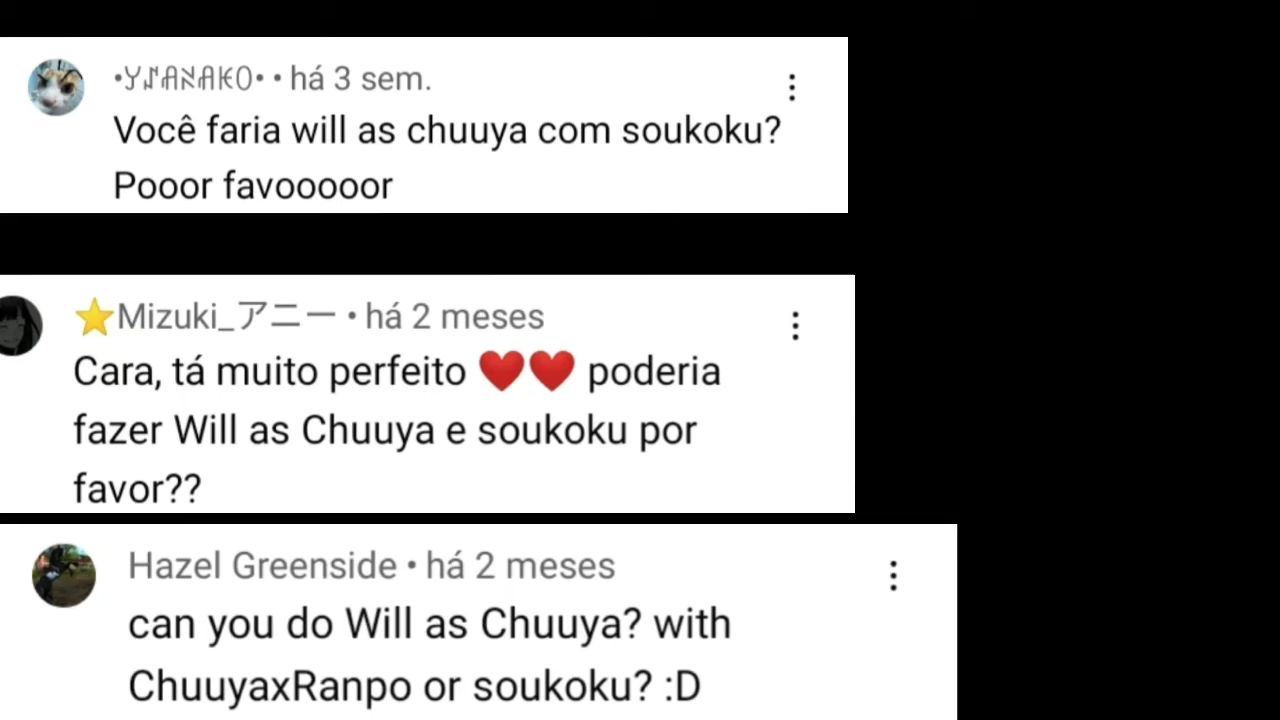 •ყᔑᗩℵᗩƘ0• • há 3 sem.
Você faria will as chuuya com soukoku?
Pooor favooooor
⭐Mizuki_アニー • há 2 meses
Cara, tá muito perfeito ❤️❤️ poderia
fazer Will as Chuuya e soukoku por
favor??
Hazel Greenside • há 2 meses
can you do Will as Chuuya? with
ChuuyaxRanpo or soukoku? :D